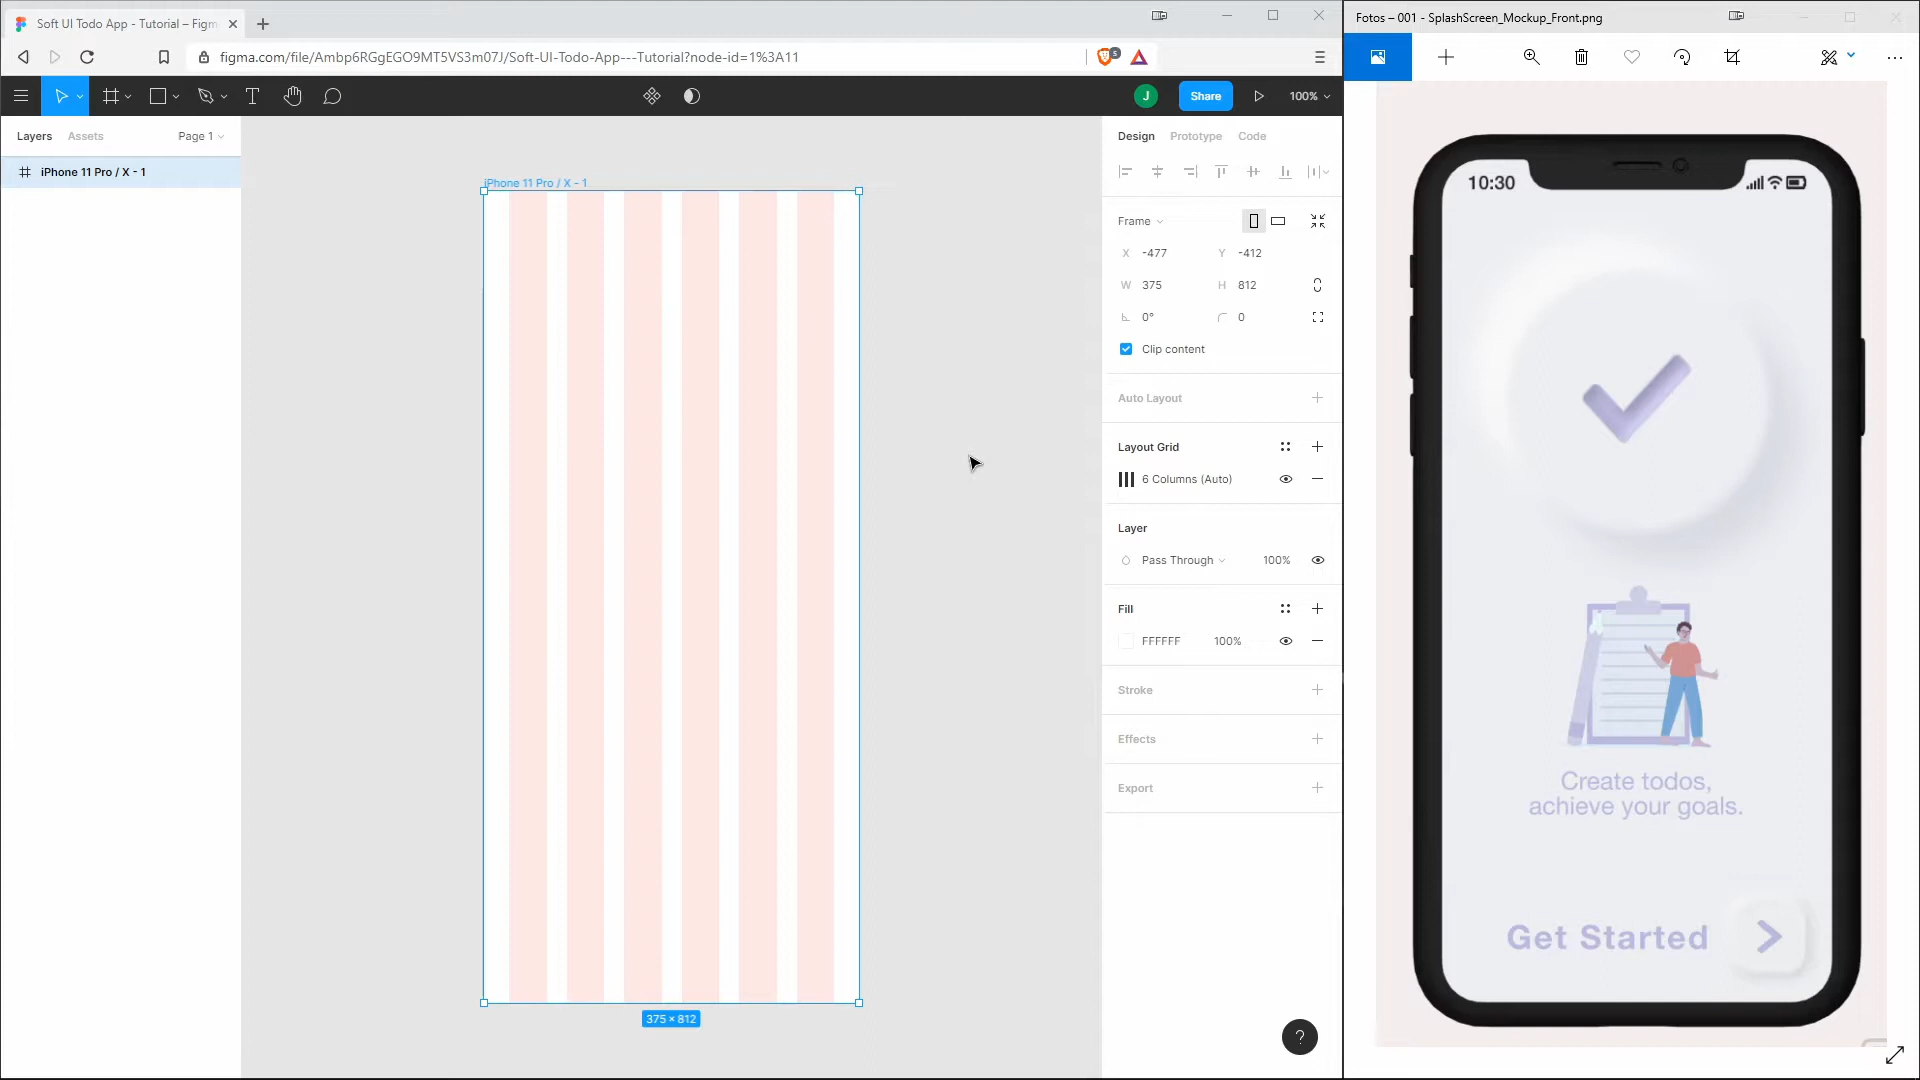 Soft UI Todo App - Tutorial – Figm
Fotos – 001 - SplashScreen_Mockup_Front.png
figma.com/file/Ambp6RGgEGO9MT5VS3m07J/Soft-UI-Todo-App---Tutorial?node-id=1%3A11
5
J
Share
100%
Layers
Assets
Page 1
Design
Prototype
Code
iPhone 11 Pro / X - 1
iPhone 11 Pro / X - 1
375 × 812
Frame
X -477
Y -412
W 375
H 812
0°
0
Clip content
Auto Layout
Layout Grid
6 Columns (Auto)
Layer
Pass Through
100%
Fill
FFFFFF
100%
Stroke
Effects
Export
?
10:30
Create todos,
achieve your goals.
Get Started